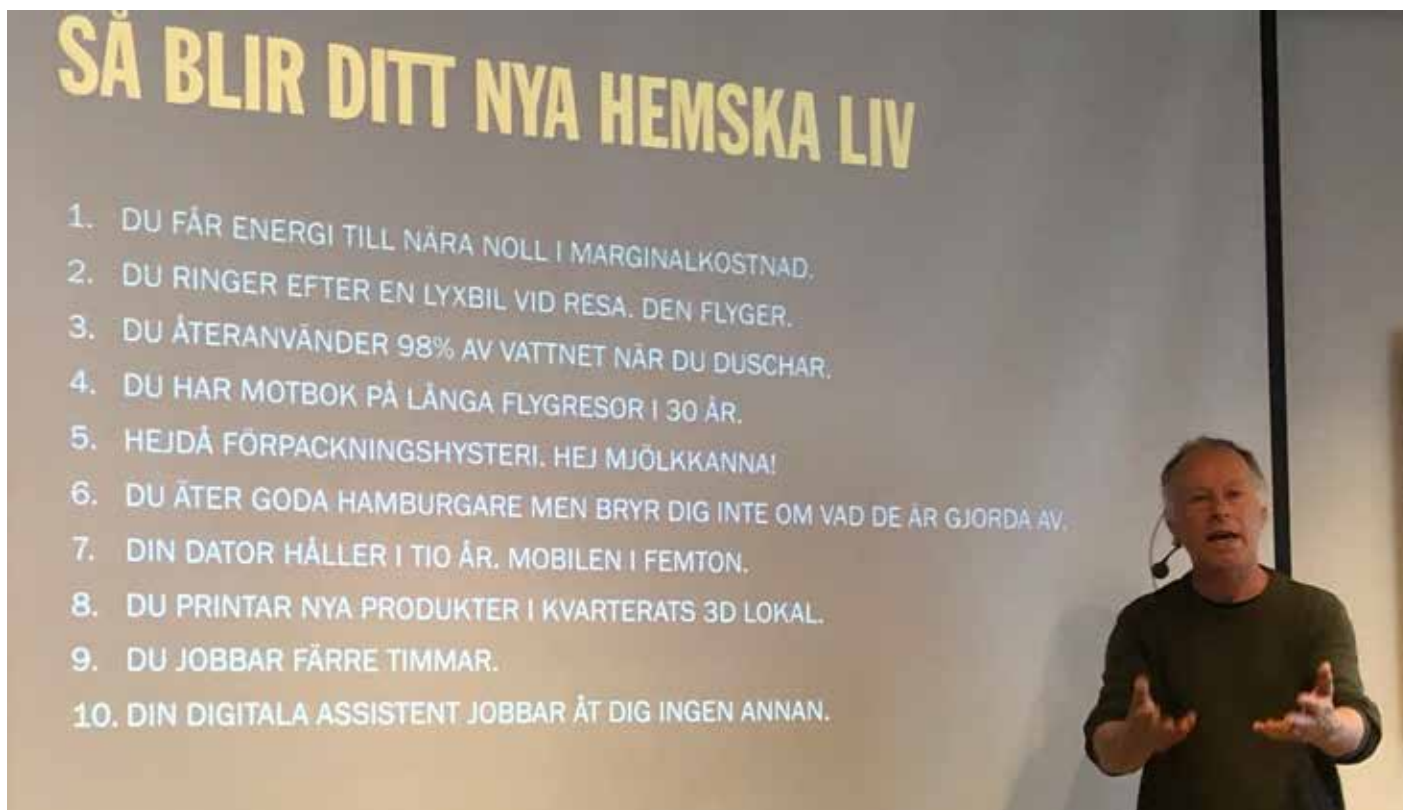 SÅ BLIR DITT NYA HEMSKA LIV
1. DU FÅR ENERGI TILL NÄRA NOLL I MARGINALKOSTNAD.
2. DU RINGER EFTER EN LYXBIL VID RESA. DEN FLYGER.
3. DU ÅTERANVÄNDER 98% AV VATTNET NÄR DU DUSCHAR.
4. DU HAR MOTBOK PÅ LÅNGA FLYGRESOR I 30 ÅR.
5. HEJDÅ FÖRPACKNINGSHYSTERI. HEJ MJÖLKKANNA!
6. DU ÄTER GODA HAMBURGARE MEN BRYR DIG INTE OM VAD DE ÄR GJORDA AV.
7. DIN DATOR HÅLLER I TIO ÅR. MOBILEN I FEMTON.
8. DU PRINTAR NYA PRODUKTER I KVARTERATS 3D LOKAL.
9. DU JOBBAR FÄRRE TIMMAR.
10. DIN DIGITALA ASSISTENT JOBBAR ÅT DIG INGEN ANNAN.